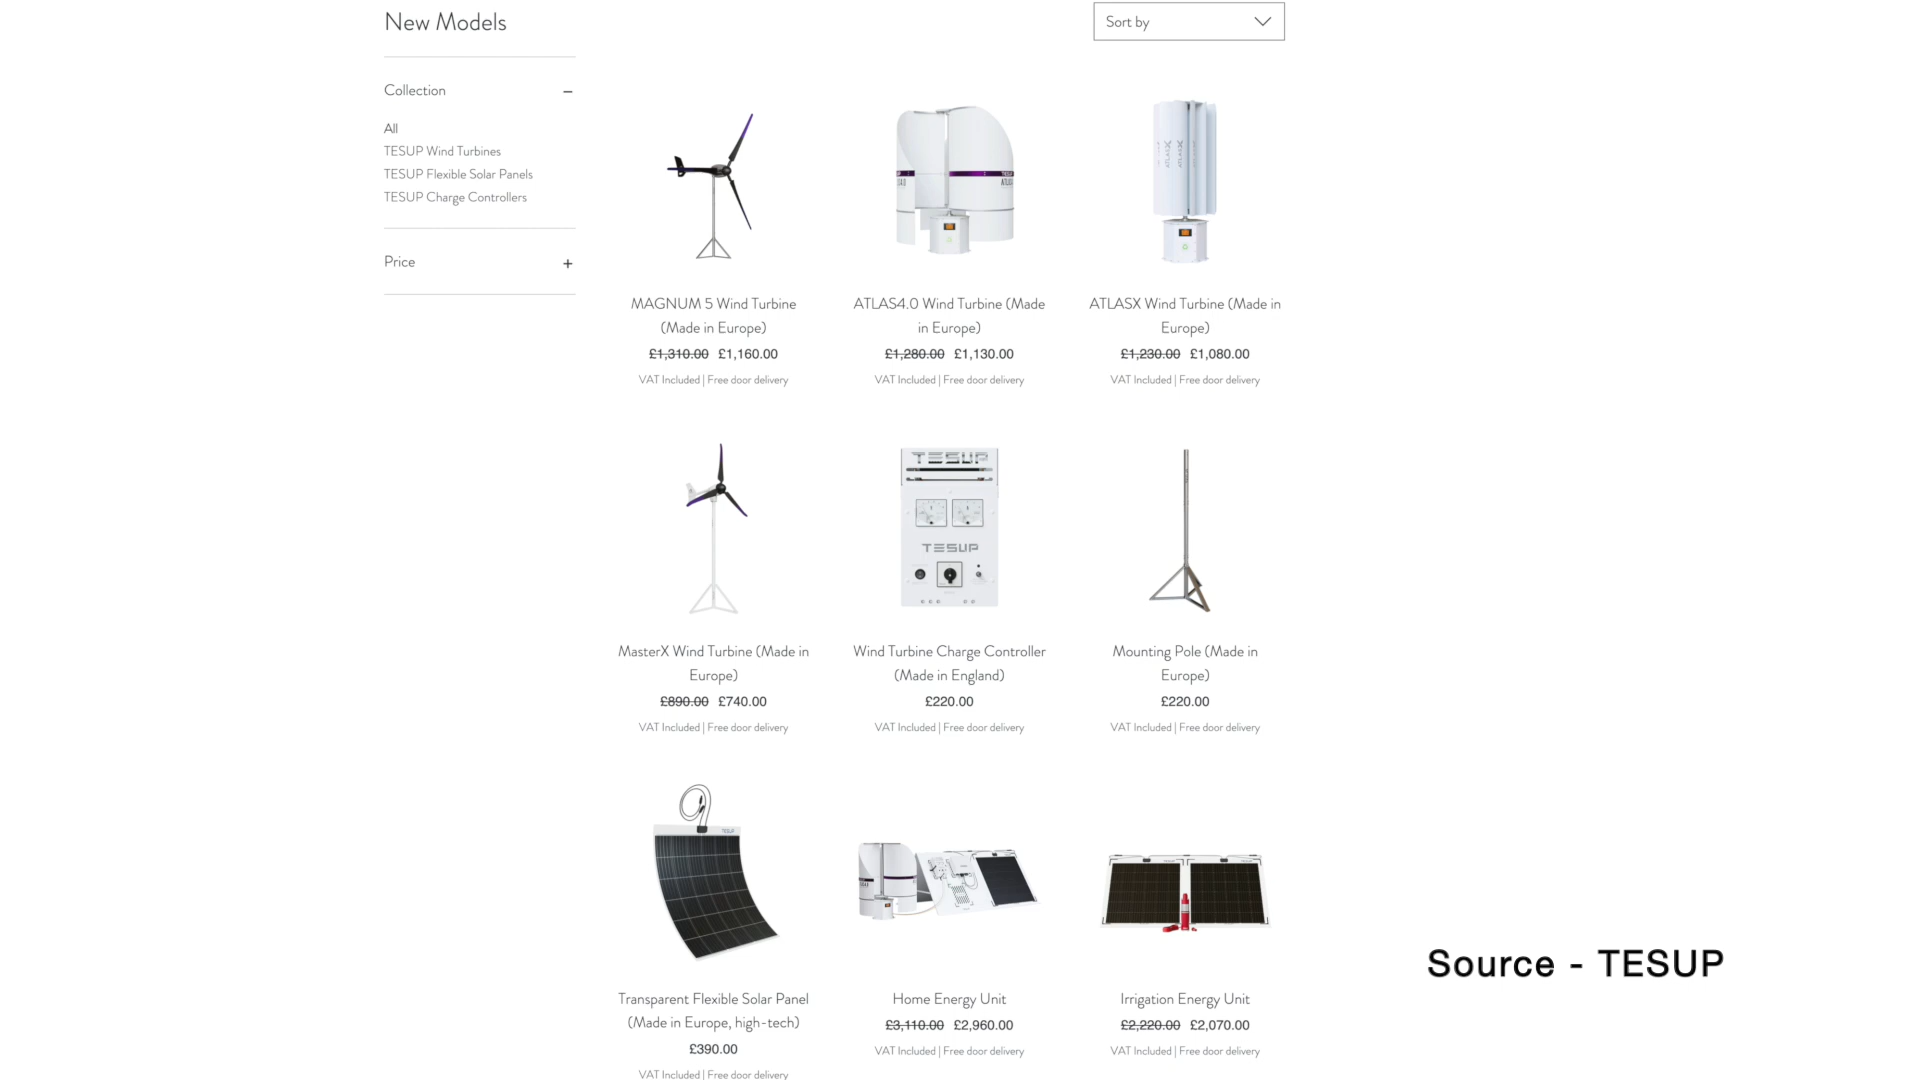 New Models
Sort by
Collection
All
TESUP Wind Turbines
TESUP Flexible Solar Panels
TESUP Charge Controllers
Price
MAGNUM 5 Wind Turbine
(Made in Europe)
£1,310.00 £1,160.00
VAT Included | Free door delivery
ATLAS4.0 Wind Turbine (Made
in Europe)
£1,280.00 £1,130.00
VAT Included | Free door delivery
ATLASX Wind Turbine (Made in
Europe)
£1,230.00 £1,080.00
VAT Included | Free door delivery
TESUP
TESUP
MasterX Wind Turbine (Made in
Europe)
£890.00 £740.00
VAT Included | Free door delivery
Wind Turbine Charge Controller
(Made in England)
£220.00
VAT Included | Free door delivery
Mounting Pole (Made in
Europe)
£220.00
VAT Included | Free door delivery
Transparent Flexible Solar Panel
(Made in Europe, high-tech)
£390.00
VAT Included | Free door delivery
Home Energy Unit
£3,110.00 £2,960.00
VAT Included | Free door delivery
Irrigation Energy Unit
£2,220.00 £2,070.00
VAT Included | Free door delivery
Source - TESUP